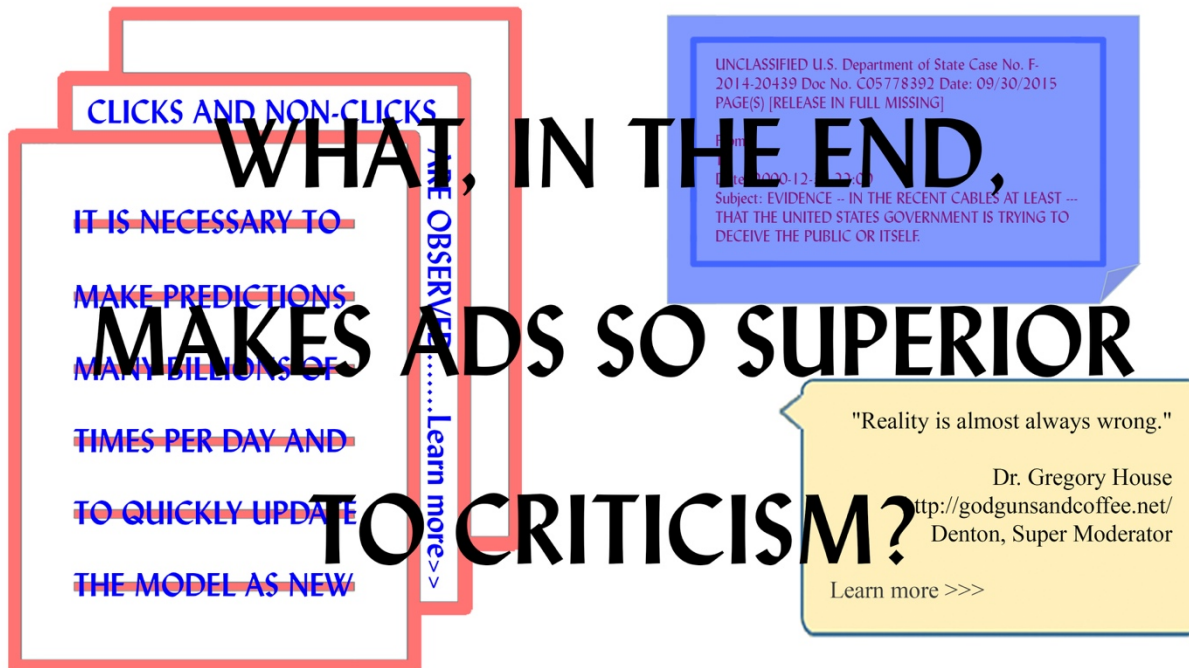 CLICKS AND NON-CLICKS
ARE OBSERVED......Learn more>>
IT IS NECESSARY TO
MAKE PREDICTIONS
MANY BILLIONS OF
TIMES PER DAY AND
TO QUICKLY UPDATE
THE MODEL AS NEW
WHAT, IN THE END,
MAKES ADS SO SUPERIOR
TO CRITICISM?
UNCLASSIFIED U.S. Department of State Case No. F-
2014-20439 Doc No. C05778392 Date: 09/30/2015
PAGE(S) [RELEASE IN FULL MISSING]
Subject: EVIDENCE -- IN THE RECENT CABLES AT LEAST ---
THAT THE UNITED STATES GOVERNMENT IS TRYING TO
DECEIVE THE PUBLIC OR ITSELF.
"Reality is almost always wrong."
Dr. Gregory House
ttp://godgunsandcoffee.net/
Denton, Super Moderator
Learn more >>>